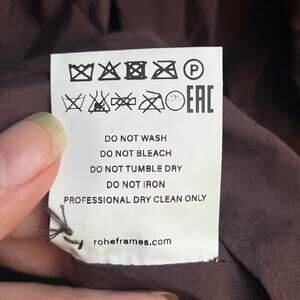 P
EAC
DO NOT WASH
DO NOT BLEACH
DO NOT TUMBLE DRY
DO NOT IRON
PROFESSIONAL DRY CLEAN ONLY
roheframes.com